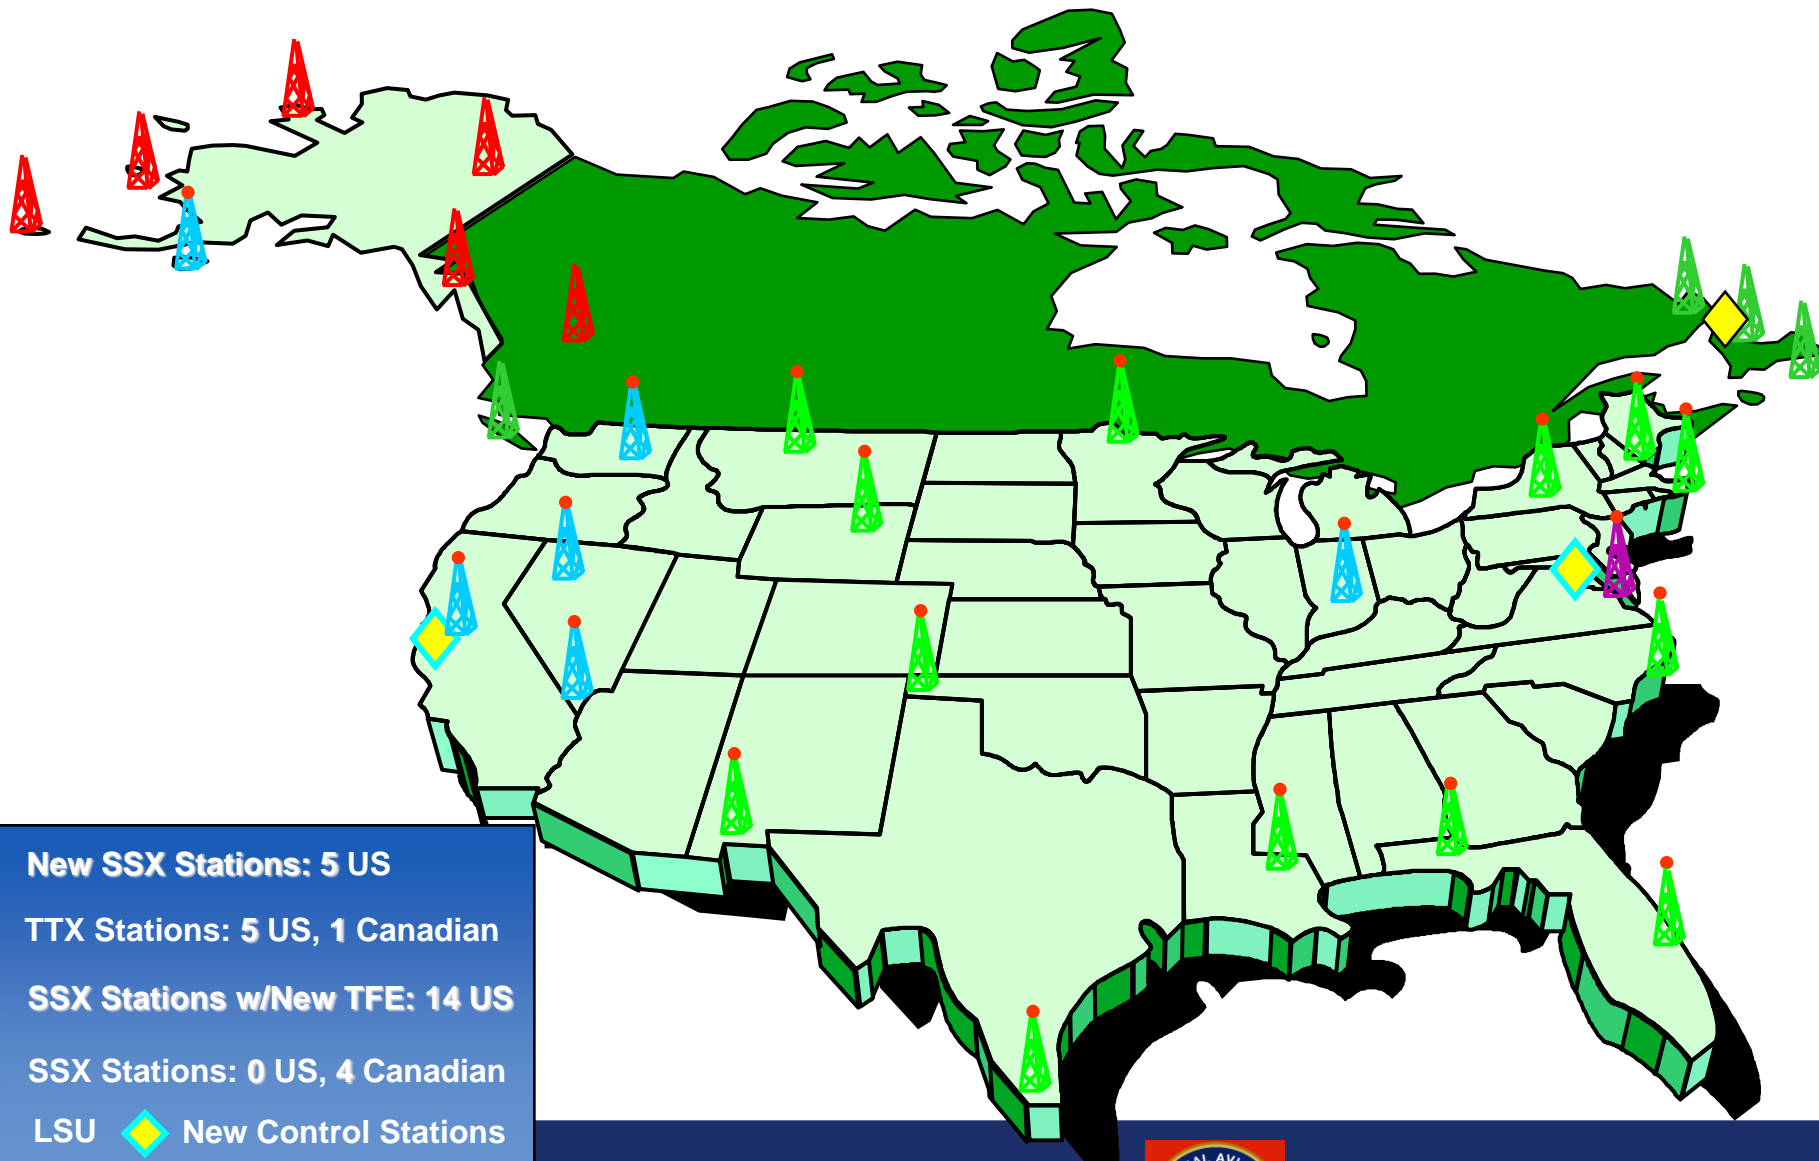 New SSX Stations: 5 US
TTX Stations: 5 US, 1 Canadian
SSX Stations w/New TFE: 14 US
SSX Stations: 0 US, 4 Canadian
LSU New Control Stations